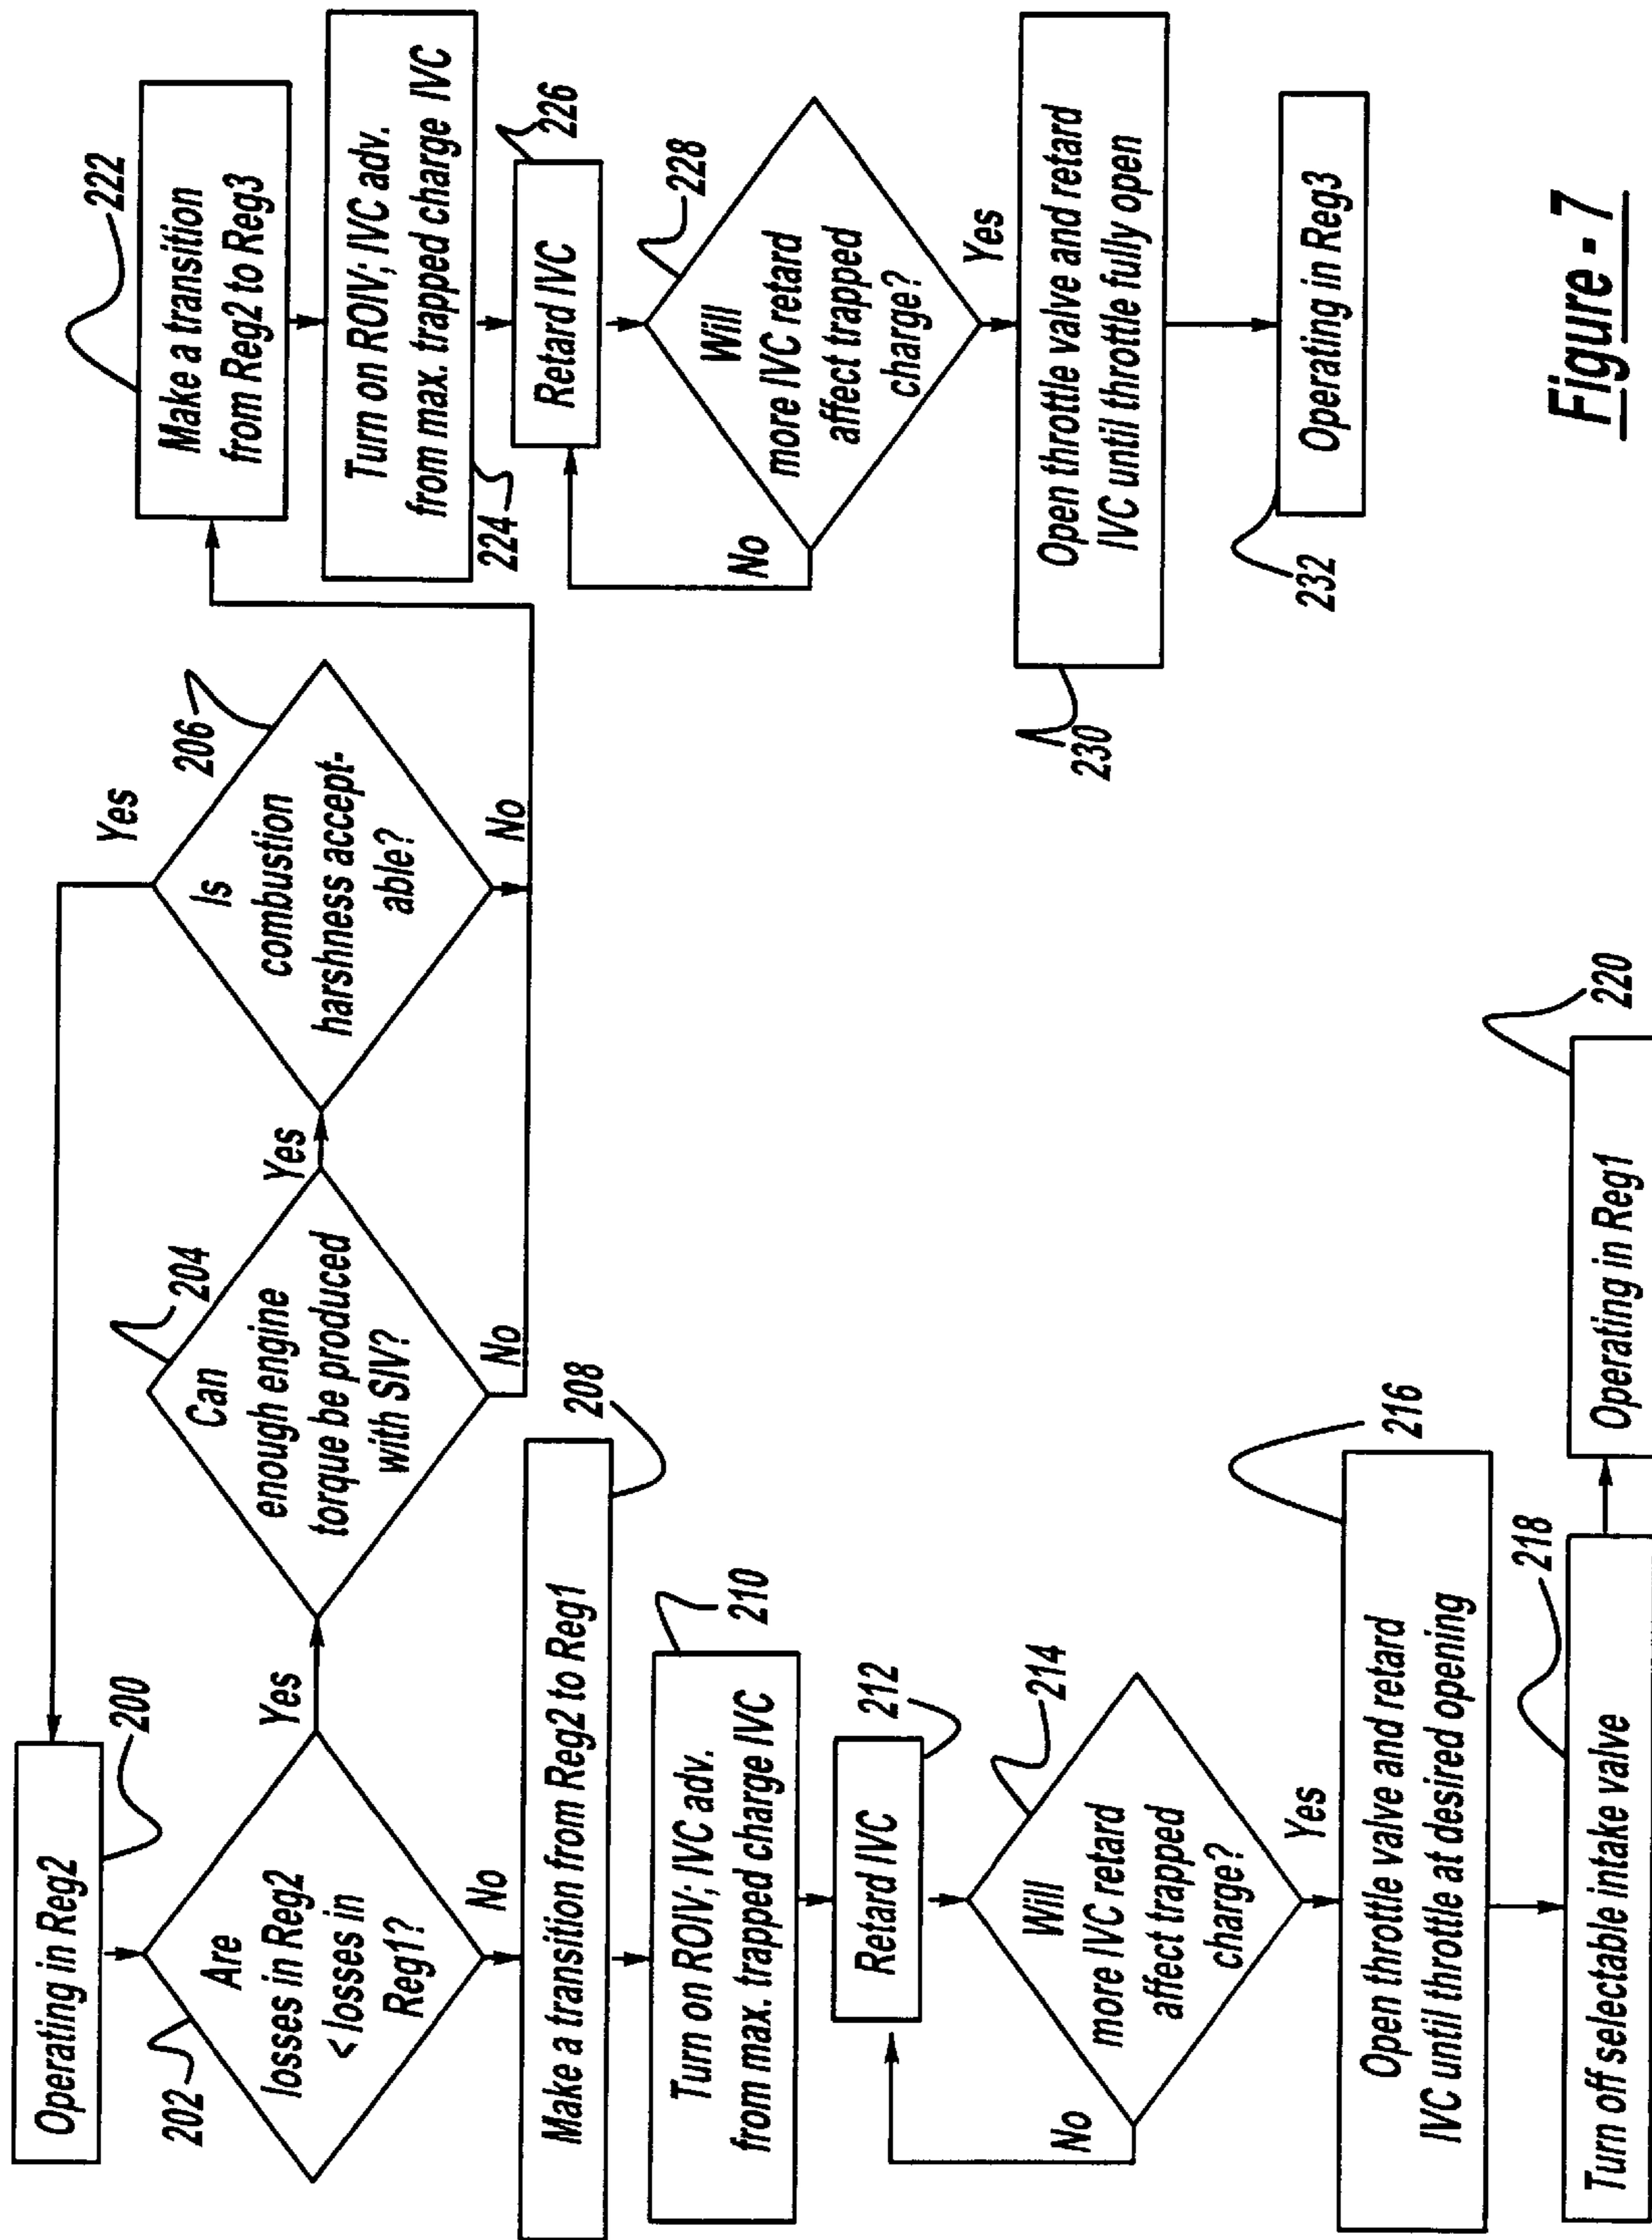 Operating in Reg2
200
Are
losses in Reg2
< losses in
Reg1?
202
Yes
No
Can
enough engine
torque be produced
with SIV?
204
Yes
No
Is
combustion
harshness accept-
able?
206
Yes
No
Make a transition from Reg2 to Reg1
208
Turn on ROIV; IVC adv.
from max. trapped charge IVC
210
Retard IVC
212
Will
more IVC retard
affect trapped
charge?
214
No
Yes
Open throttle valve and retard
IVC until throttle at desired opening
216
Turn off selectable intake valve
218
Operating in Reg1
220
Make a transition
from Reg2 to Reg3
222
Turn on ROIV; IVC adv.
from max. trapped charge IVC
224
Retard IVC
226
Will
more IVC retard
affect trapped
charge?
228
No
Yes
Open throttle valve and retard
IVC until throttle fully open
230
Operating in Reg3
232
Figure - 7